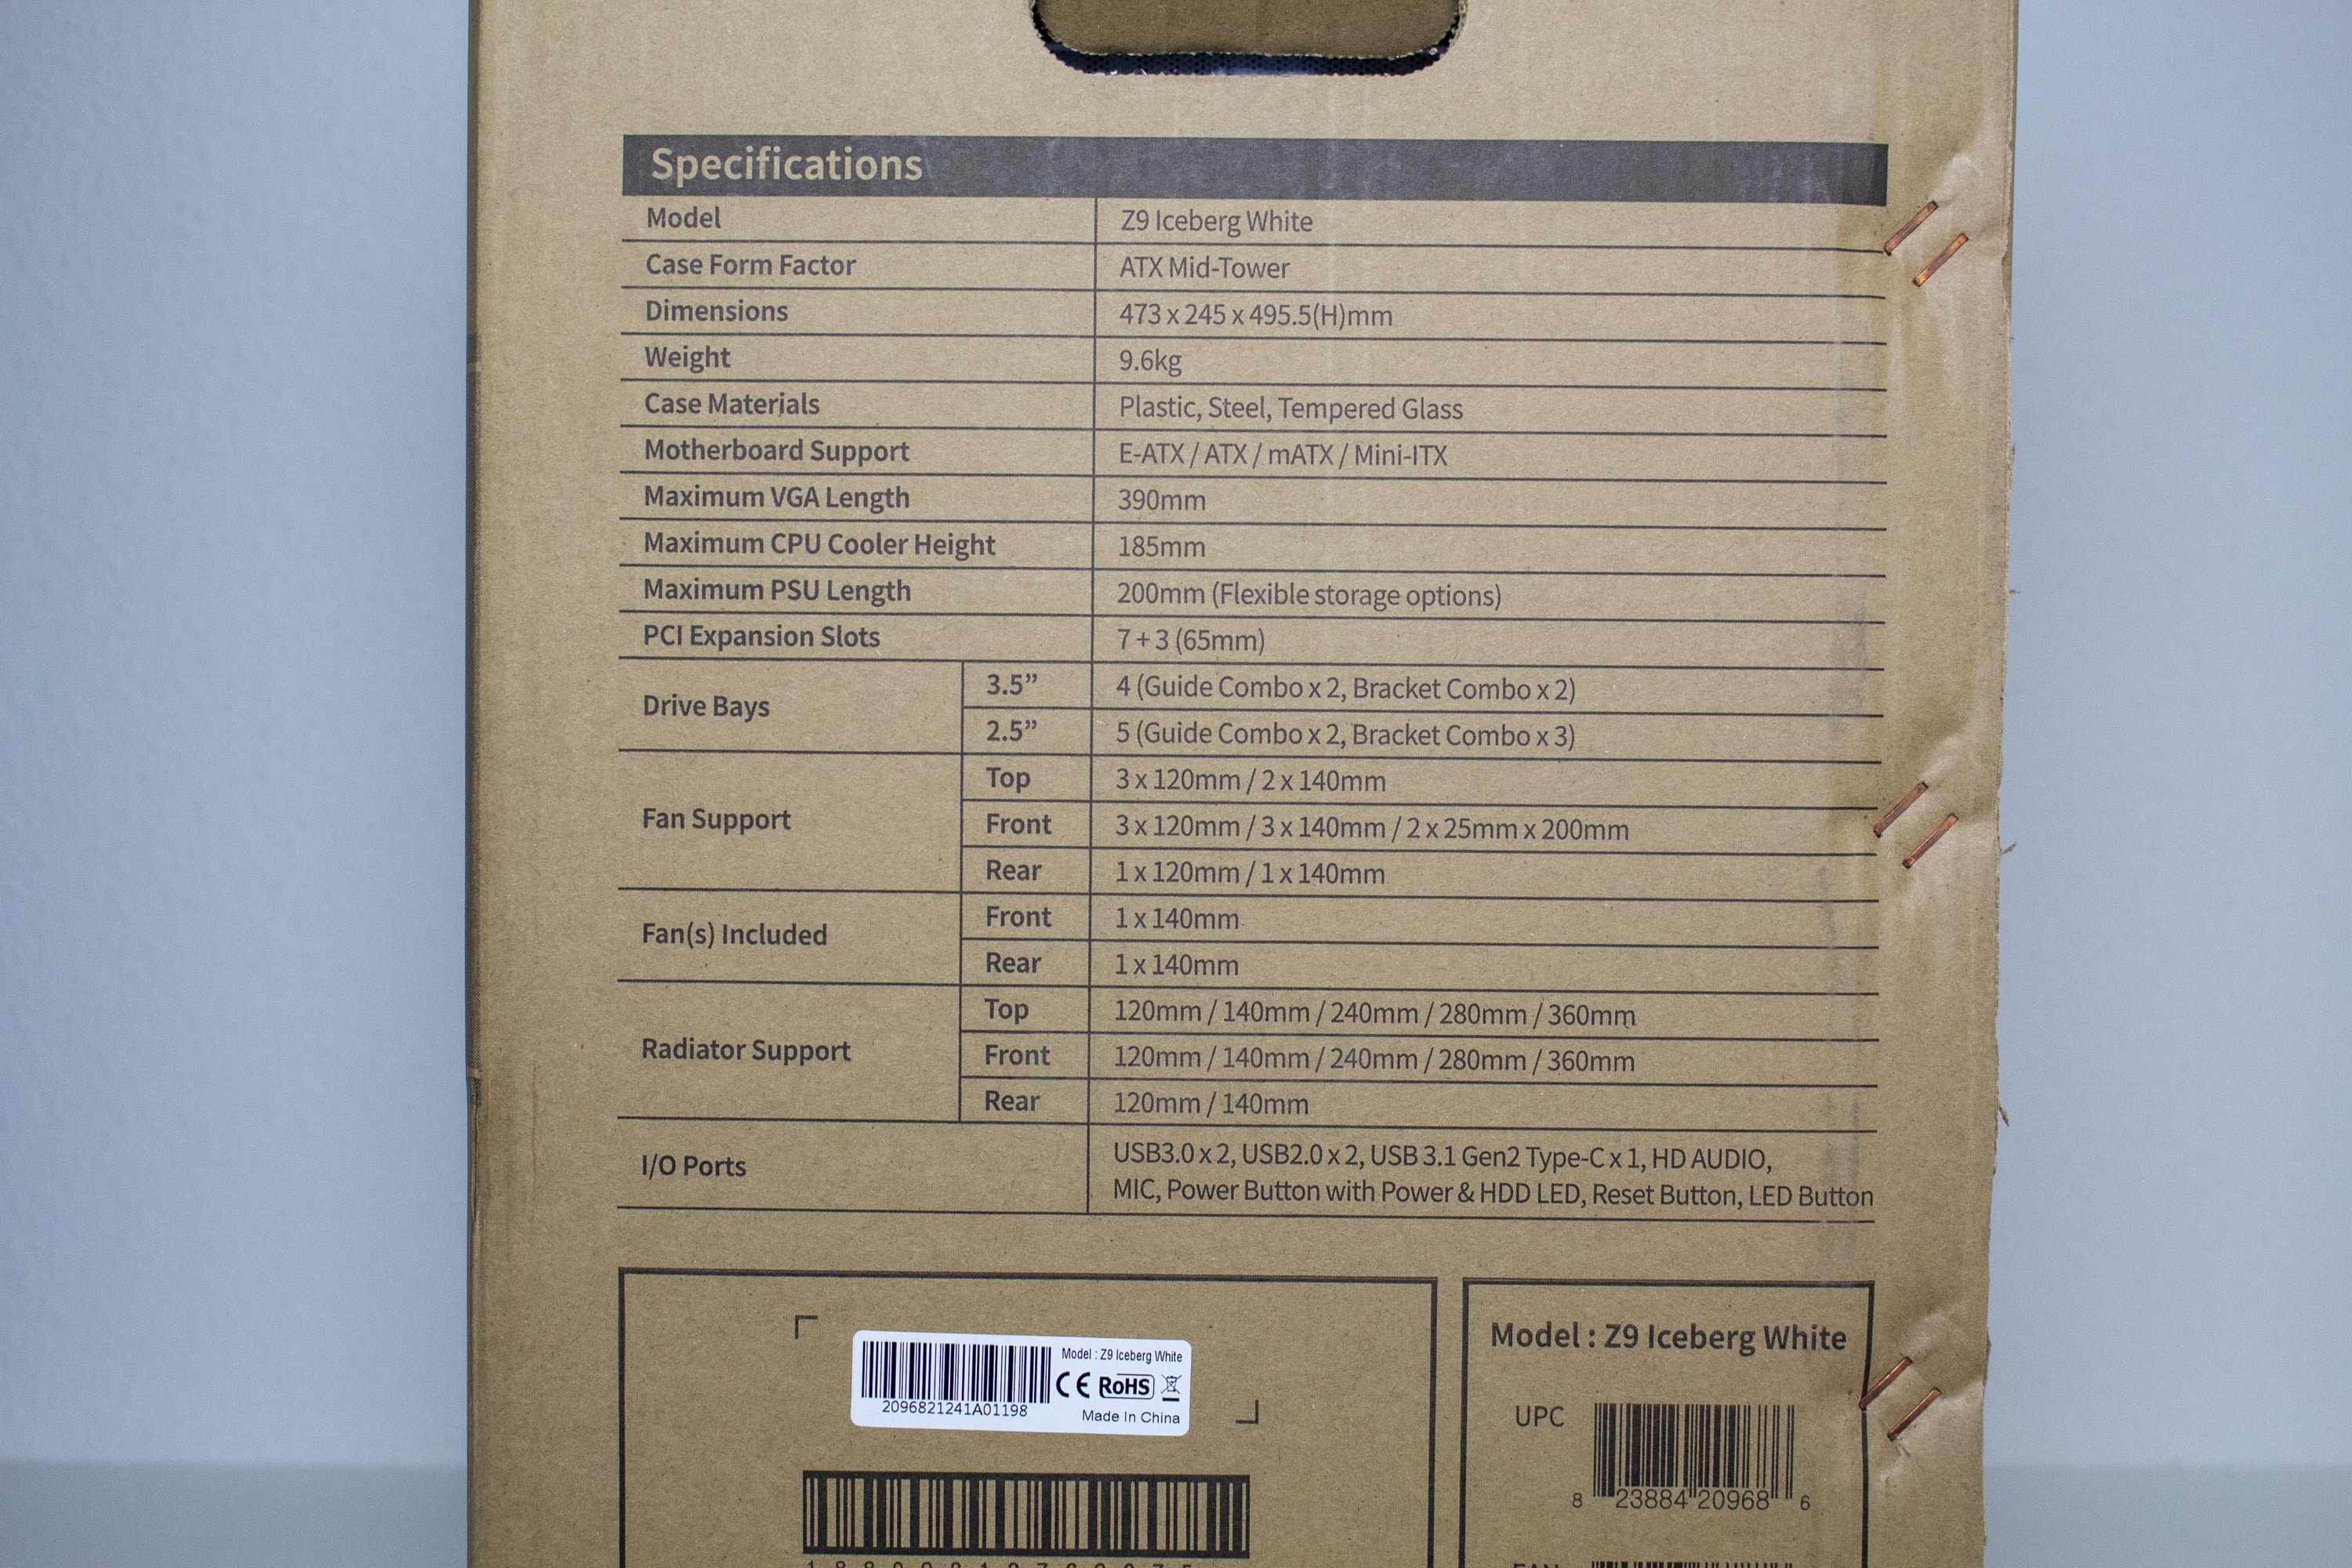 Specifications
Model Z9 Iceberg White
Case Form Factor ATX Mid-Tower
Dimensions 473 x 245 x 495.5(H)mm
Weight 9.6kg
Case Materials Plastic, Steel, Tempered Glass
Motherboard Support E-ATX / ATX / mATX / Mini-ITX
Maximum VGA Length 390mm
Maximum CPU Cooler Height 185mm
Maximum PSU Length 200mm (Flexible storage options)
PCI Expansion Slots 7 + 3 (65mm)
Drive Bays 3.5” 4 (Guide Combo x 2, Bracket Combo x 2)
2.5” 5 (Guide Combo x 2, Bracket Combo x 3)
Fan Support Top 3 x 120mm / 2 x 140mm
Front 3 x 120mm / 3 x 140mm / 2 x 25mm x 200mm
Rear 1 x 120mm / 1 x 140mm
Fan(s) Included Front 1 x 140mm
Rear 1 x 140mm
Radiator Support Top 120mm / 140mm / 240mm / 280mm / 360mm
Front 120mm / 140mm / 240mm / 280mm / 360mm
Rear 120mm / 140mm
I/O Ports USB3.0 x 2, USB2.0 x 2, USB 3.1 Gen2 Type-C x 1, HD AUDIO,
MIC, Power Button with Power & HDD LED, Reset Button, LED Button
Model : Z9 Iceberg White
CE RoHS
2096821241A01198
Made In China
Model : Z9 Iceberg White
UPC
8 23884 20968 6